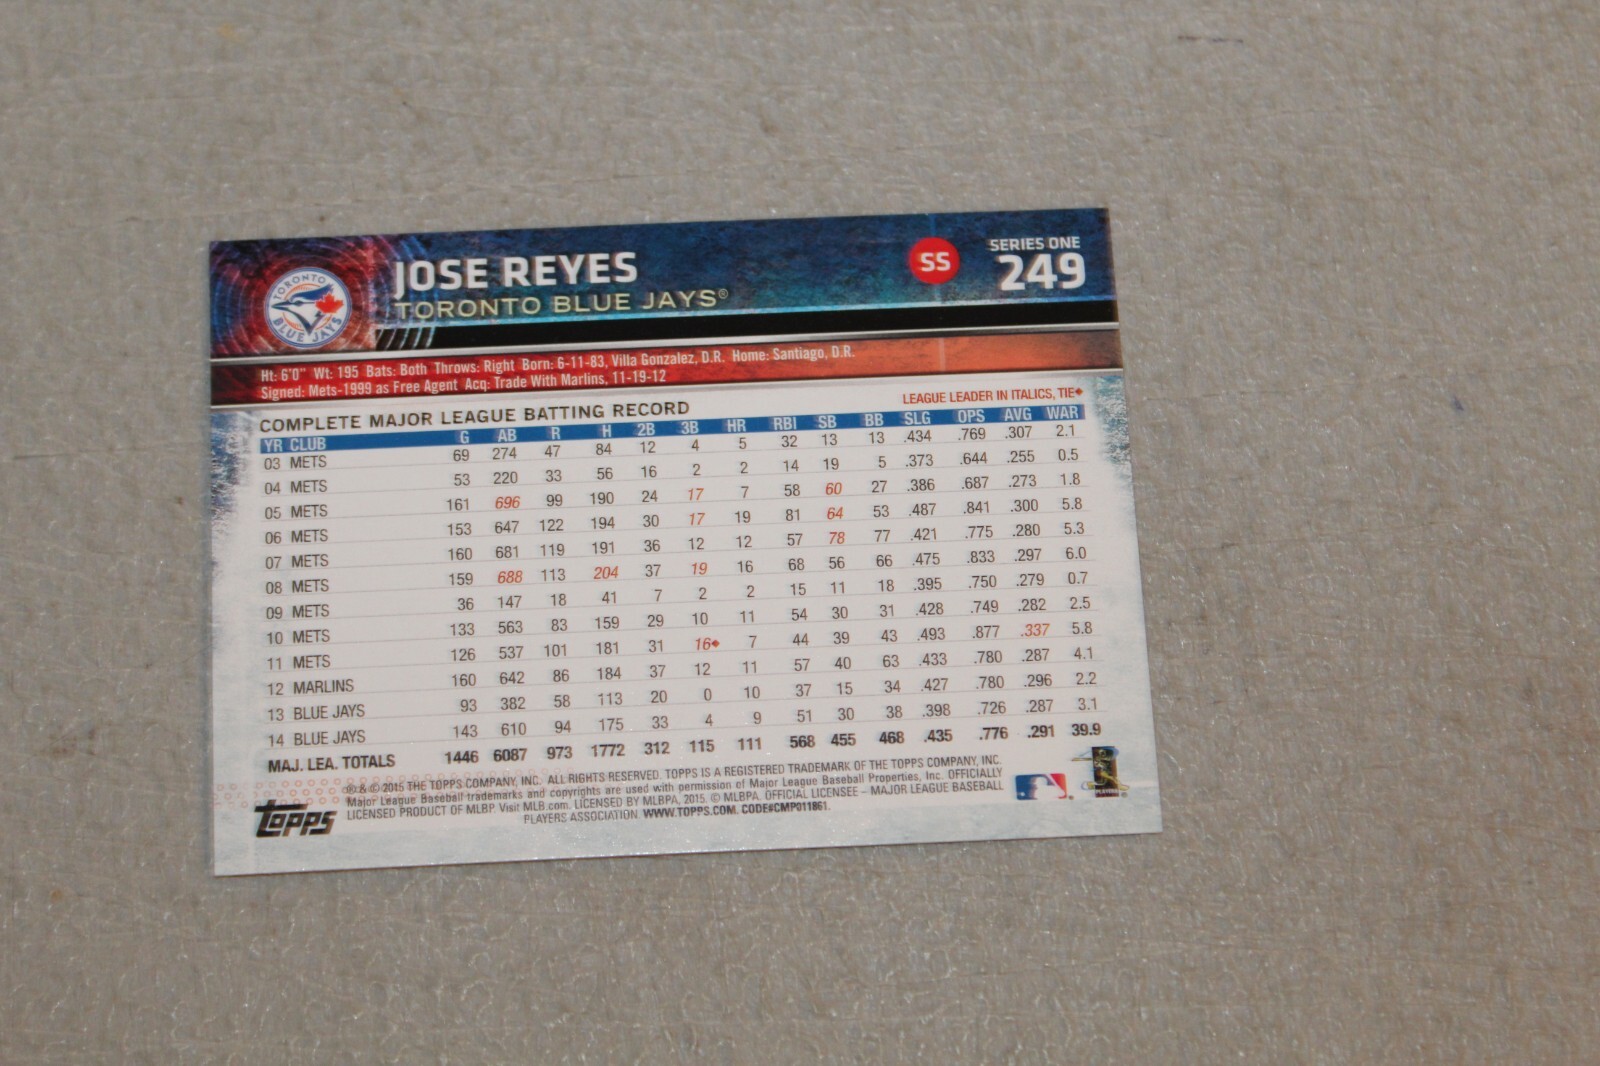 JOSE REYES
TORONTO BLUE JAYS®
SS
SERIES ONE
249
TORONTO
BLUE JAYS
Ht: 6'0" Wt: 195 Bats: Both Throws: Right Born: 6-11-83, Villa Gonzalez, D.R. Home: Santiago, D.R.
Signed: Mets-1999 as Free Agent Acq: Trade With Marlins, 11-19-12
COMPLETE MAJOR LEAGUE BATTING RECORD
LEAGUE LEADER IN ITALICS, TIE◆
YR CLUB G AB R H 2B 3B HR RBI SB BB SLG OPS AVG WAR
03 METS 69 274 47 84 12 4 5 32 13 13 .434 .769 .307 2.1
04 METS 53 220 33 56 16 2 2 14 19 5 .373 .644 .255 0.5
05 METS 161 696 99 190 24 17 7 58 60 27 .386 .687 .273 1.8
06 METS 153 647 122 194 30 17 19 81 64 53 .487 .841 .300 5.8
07 METS 160 681 119 191 36 12 12 57 78 77 .421 .775 .280 5.3
08 METS 159 688 113 204 37 19 16 68 56 66 .475 .833 .297 6.0
09 METS 36 147 18 41 7 2 2 15 11 18 .395 .750 .279 0.7
10 METS 133 563 83 159 29 10 11 54 30 31 .428 .749 .282 2.5
11 METS 126 537 101 181 31 16◆ 7 44 39 43 .493 .877 .337 5.8
12 MARLINS 160 642 86 184 37 12 11 57 40 63 .433 .780 .287 4.1
13 BLUE JAYS 93 382 58 113 20 0 10 37 15 34 .427 .780 .296 2.2
14 BLUE JAYS 143 610 94 175 33 4 9 51 30 38 .398 .726 .287 3.1
MAJ. LEA. TOTALS 1446 6087 973 1772 312 115 111 568 455 468 .435 .776 .291 39.9
®& © 2015 THE TOPPS COMPANY, INC. ALL RIGHTS RESERVED. TOPPS IS A REGISTERED TRADEMARK OF THE TOPPS COMPANY, INC.
Major League Baseball trademarks and copyrights are used with permission of Major League Baseball Properties, Inc. OFFICIALLY
LICENSED PRODUCT OF MLBP. Visit MLB.com. LICENSED BY MLBPA, 2015. © MLBPA. OFFICIAL LICENSEE – MAJOR LEAGUE BASEBALL
PLAYERS ASSOCIATION. WWW.TOPPS.COM. CODE#CMP011861.
Topps